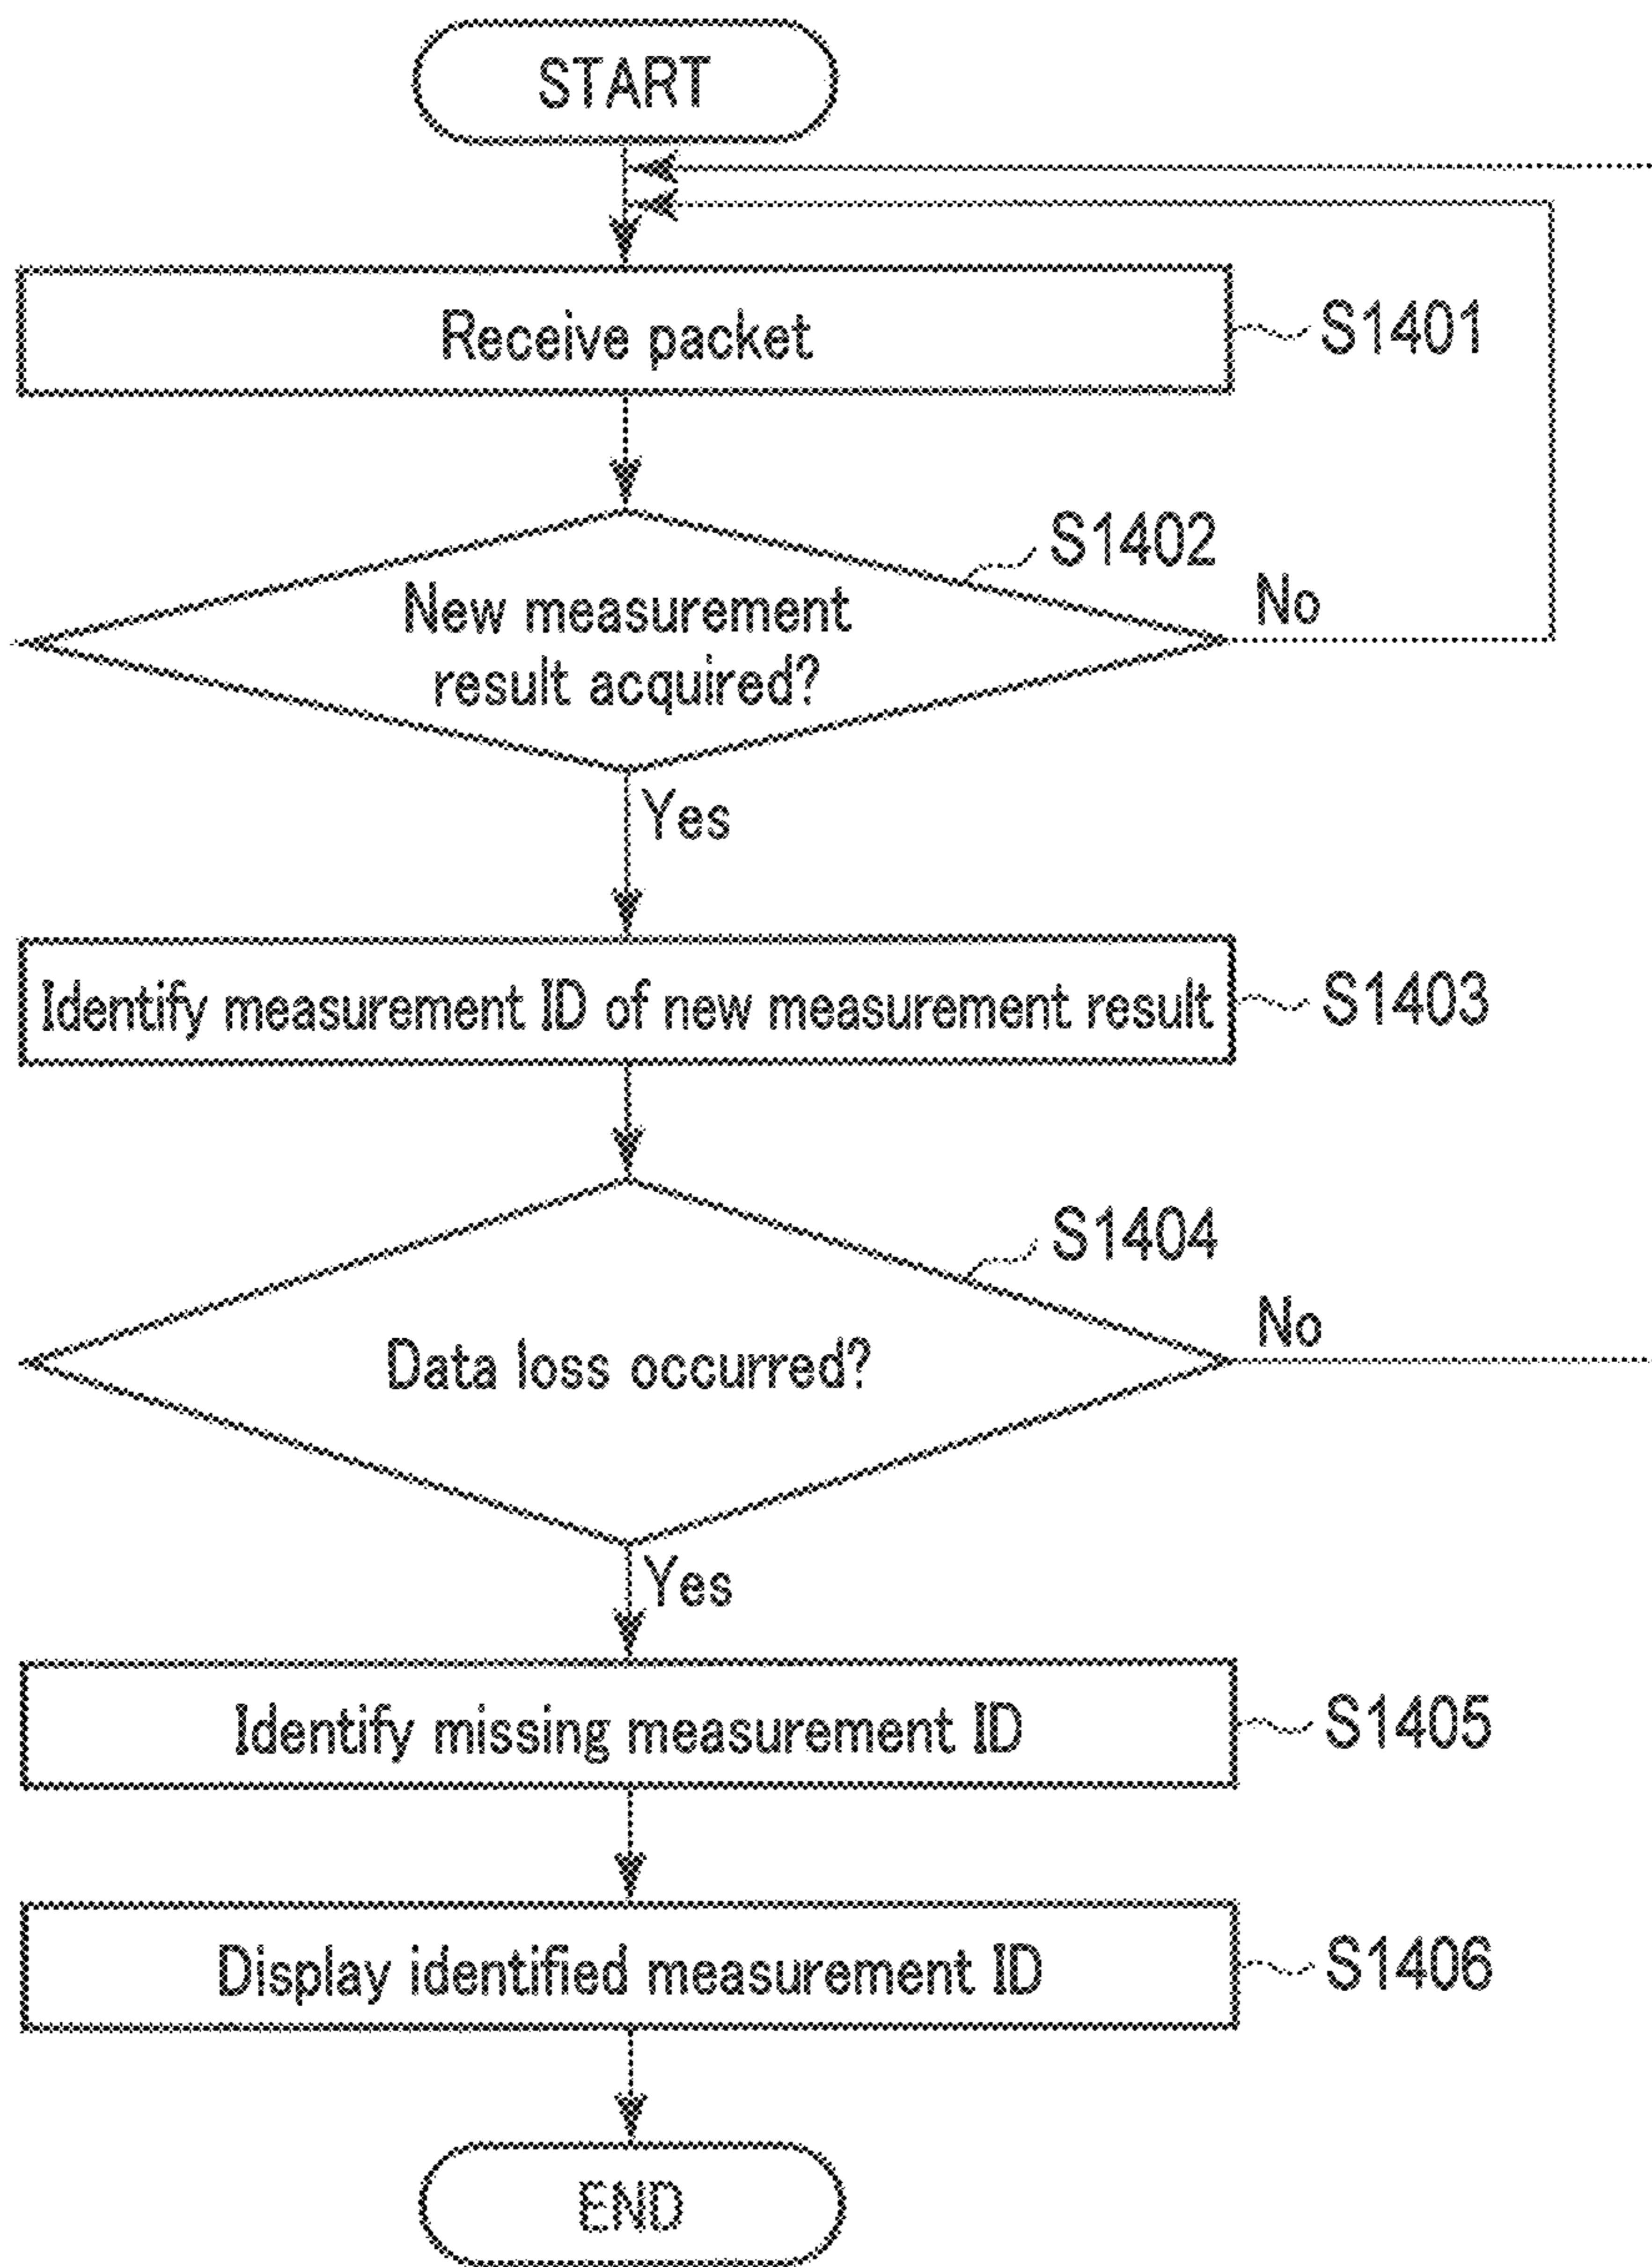 START
Receive packet
S1401
S1402
New measurement
result acquired?
No
Yes
Identify measurement ID of new measurement result
S1403
S1404
Data loss occurred?
No
Yes
Identify missing measurement ID
S1405
Display identified measurement ID
S1406
END